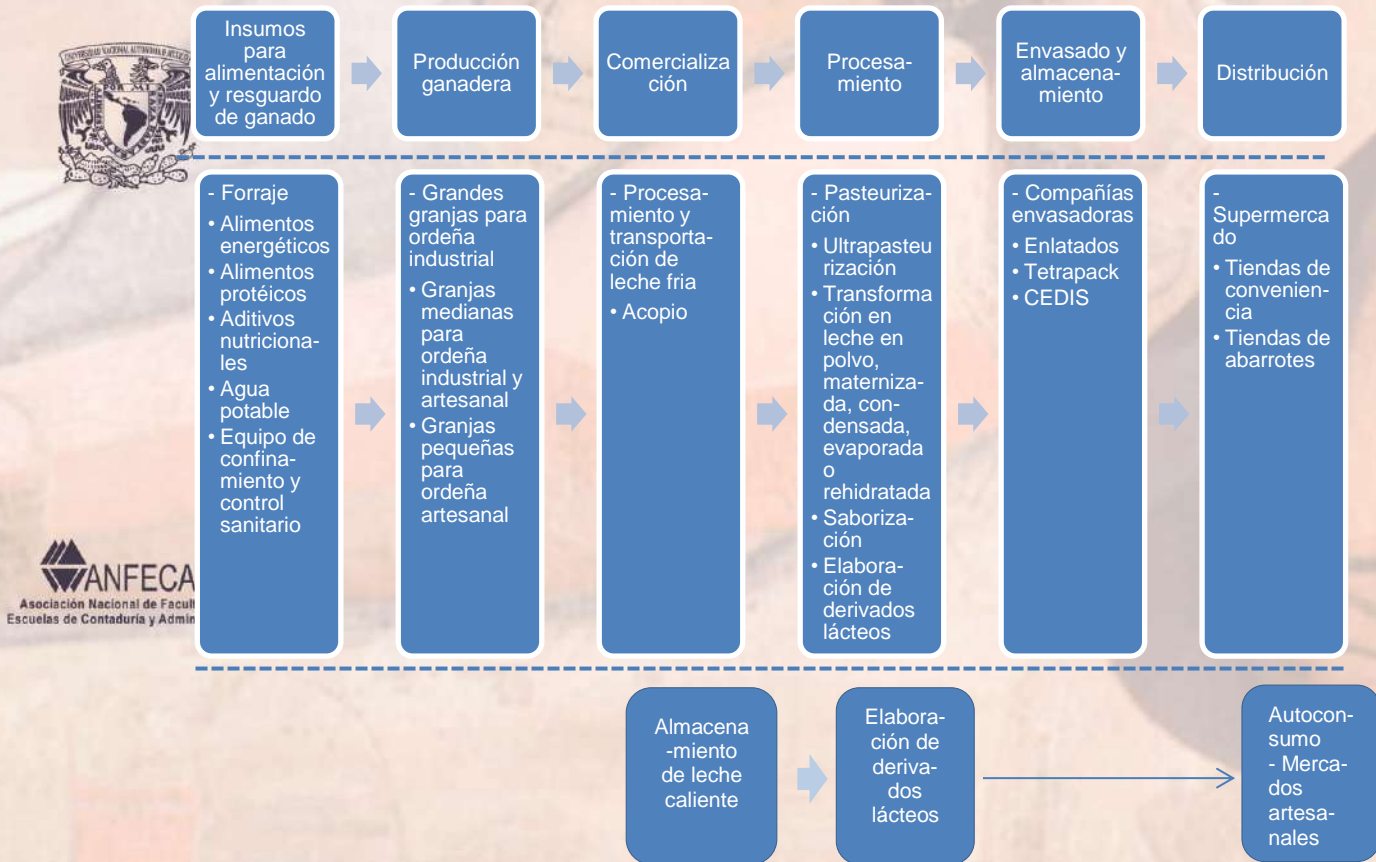 UNIVERSIDAD NACIONAL AUTONOMA DE MEXICO
Insumos
para
alimentación
y resguardo
de ganado
Producción
ganadera
Comercializa
ción
Procesa-
miento
Envasado y
almacena-
miento
Distribución
- Forraje
• Alimentos
energéticos
• Alimentos
protéicos
• Aditivos
nutriciona-
les
• Agua
potable
• Equipo de
confina-
miento y
control
sanitario
- Grandes
granjas para
ordeña
industrial
• Granjas
medianas
para
ordeña
industrial y
artesanal
• Granjas
pequeñas
para
ordeña
artesanal
- Procesa-
miento y
transporta-
ción de
leche fria
• Acopio
- Pasteuriza-
ción
• Ultrapasteu
rización
• Transforma
ción en
leche en
polvo,
materniza-
da, con-
densada,
evaporada
o
rehidratada
• Saboriza-
ción
• Elabora-
ción de
derivados
lácteos
- Compañías
envasadoras
• Enlatados
• Tetrapack
• CEDIS
-
Supermerca
do
• Tiendas de
convenien-
cia
• Tiendas de
abarrotes
ANFECA
Asociación Nacional de Facul
Escuelas de Contaduría y Admin
Almacena
-miento
de leche
caliente
Elabora-
ción de
deriva-
dos
lácteos
Autocon-
sumo
- Merca-
dos
artesa-
nales